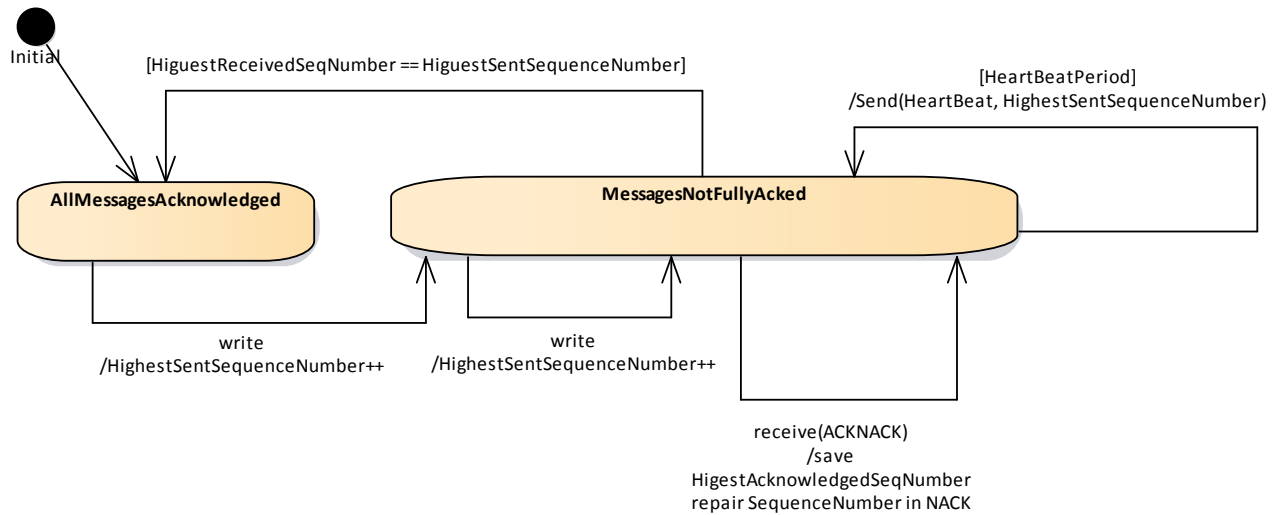 Initial
[HiguestReceivedSeqNumber == HiguestSentSequenceNumber]
[HeartBeatPeriod]
/Send(HeartBeat, HighestSentSequenceNumber)
AllMessagesAcknowledged
MessagesNotFullyAcked
write
/HighestSentSequenceNumber++
write
/HighestSentSequenceNumber++
receive(ACKNACK)
/save
HigestAcknowledgedSeqNumber
repair SequenceNumber in NACK